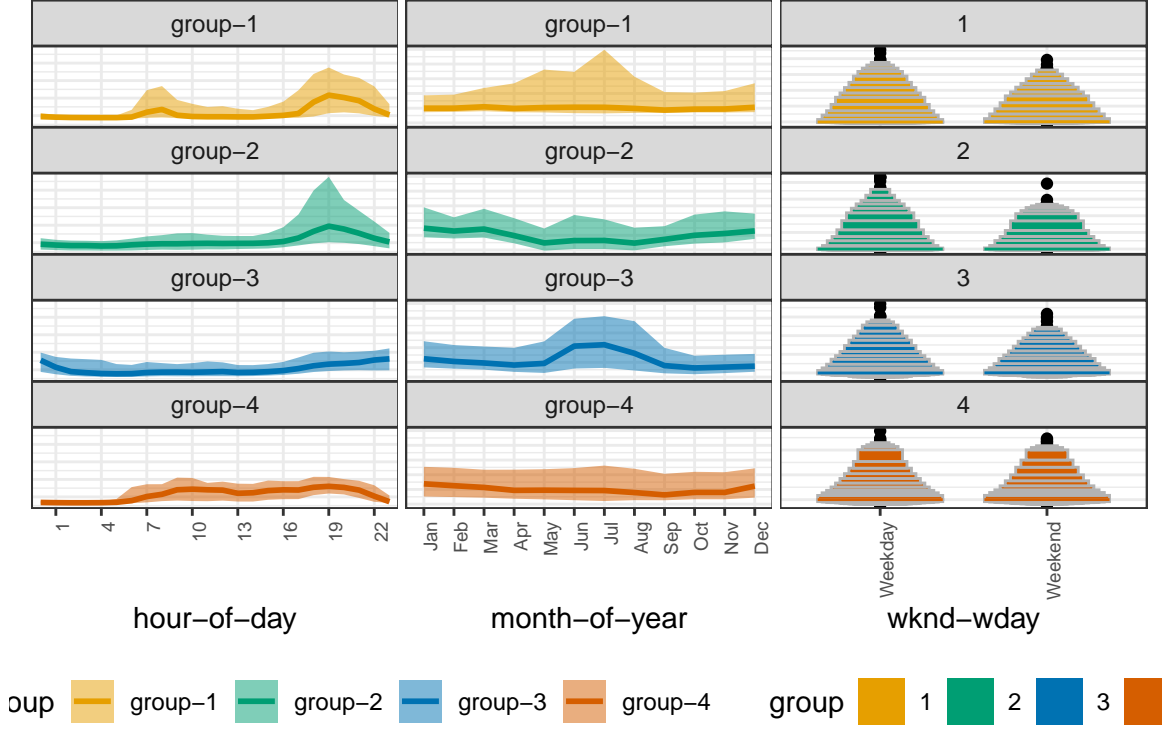 group−1 group−1 1
group−2 group−2 2
group−3 group−3 3
group−4 group−4 4
1 4 7 10 13 16 19 22 Jan Feb Mar Apr May Jun Jul Aug Sep Oct Nov Dec Weekday Weekend
hour−of−day month−of−year wknd−wday
oup group−1 group−2 group−3 group−4 group 1 2 3